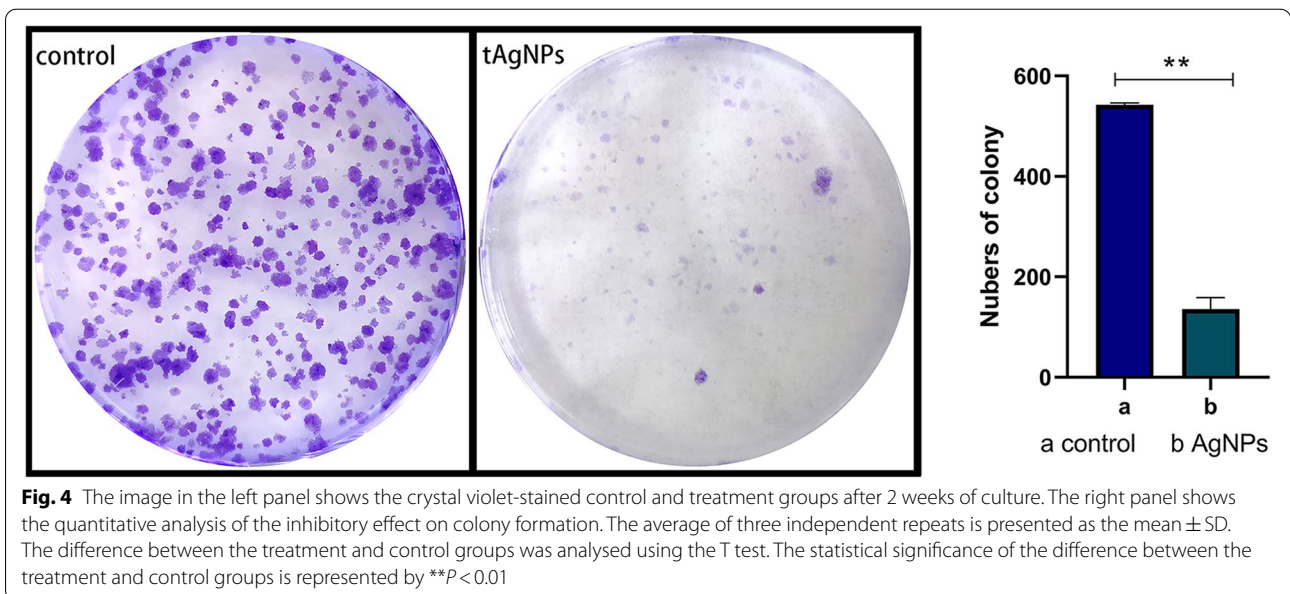 control
tAgNPs
**
600
400
200
0
Nubers of colony
a b
a control b AgNPs
Fig. 4 The image in the left panel shows the crystal violet-stained control and treatment groups after 2 weeks of culture. The right panel shows
the quantitative analysis of the inhibitory effect on colony formation. The average of three independent repeats is presented as the mean ± SD.
The difference between the treatment and control groups was analysed using the T test. The statistical significance of the difference between the
treatment and control groups is represented by **P < 0.01